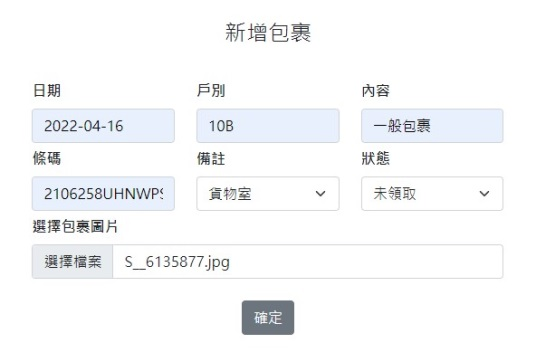 新增包裹
日期 戶別 內容
2022-04-16 10B 一般包裹
條碼 備註 狀態
2106258UHNWPS 貨物室 未領取
選擇包裹圖片
選擇檔案 S__6135877.jpg
確定